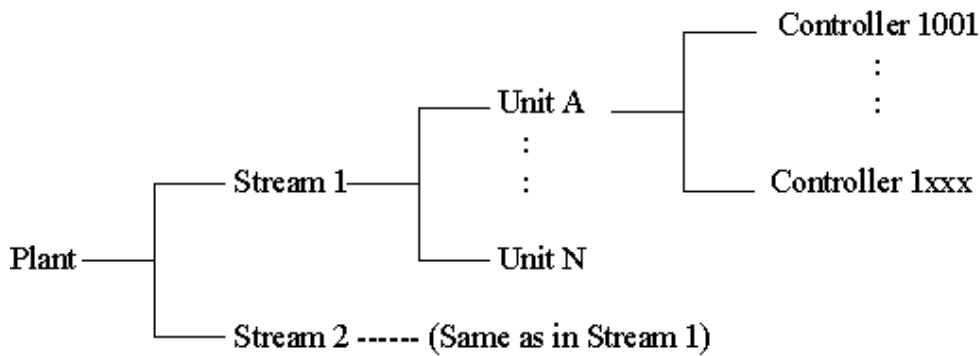 Controller 1001
:
:
Unit A
:
:
Controller 1xxx
Stream 1
Unit N
Plant
Stream 2 ------ (Same as in Stream 1)